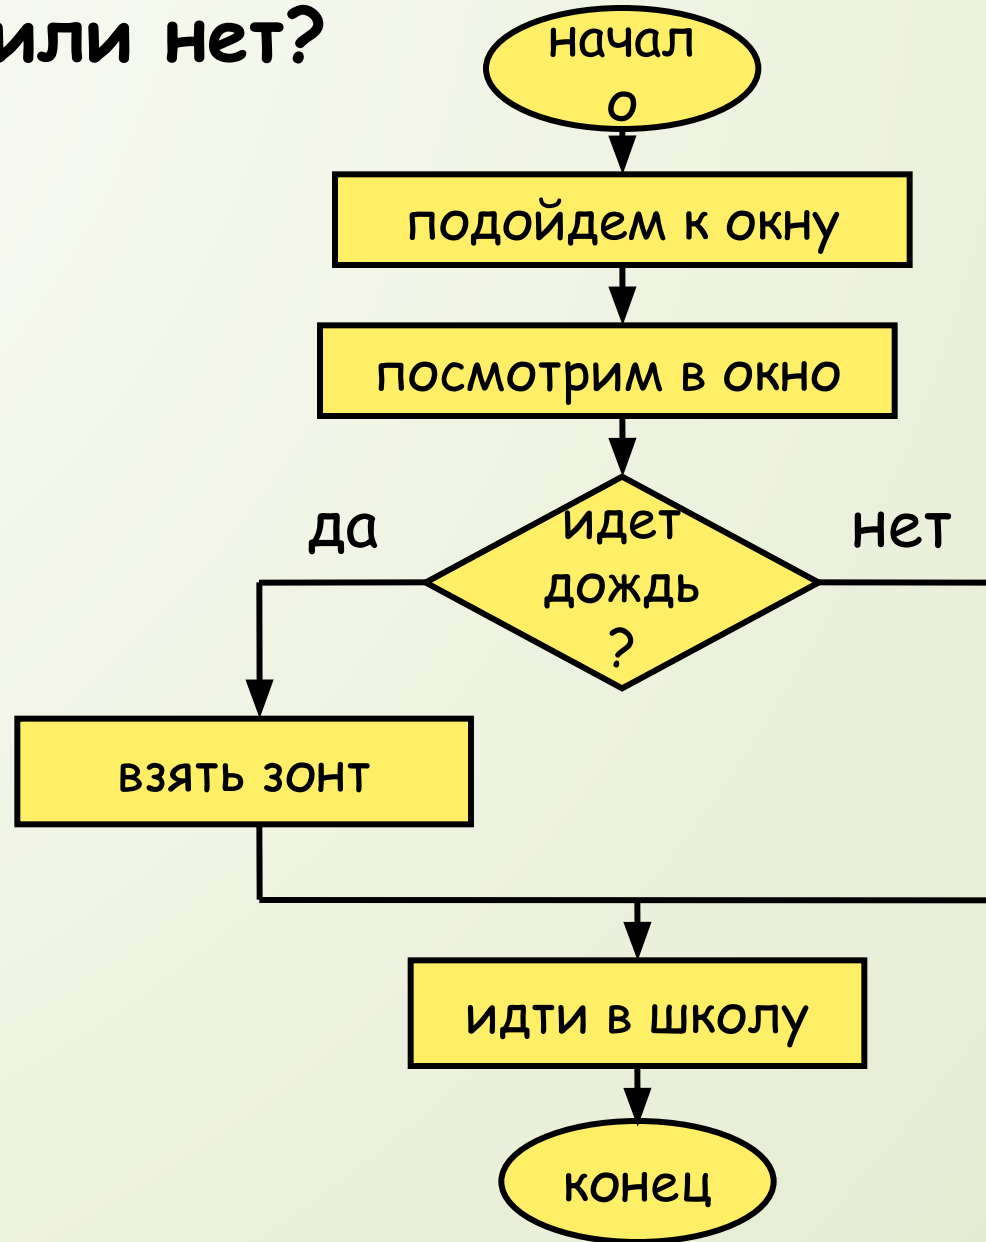 или нет?
начал
о
подойдем к окну
посмотрим в окно
да
идет
дождь
?
нет
взять зонт
идти в школу
конец